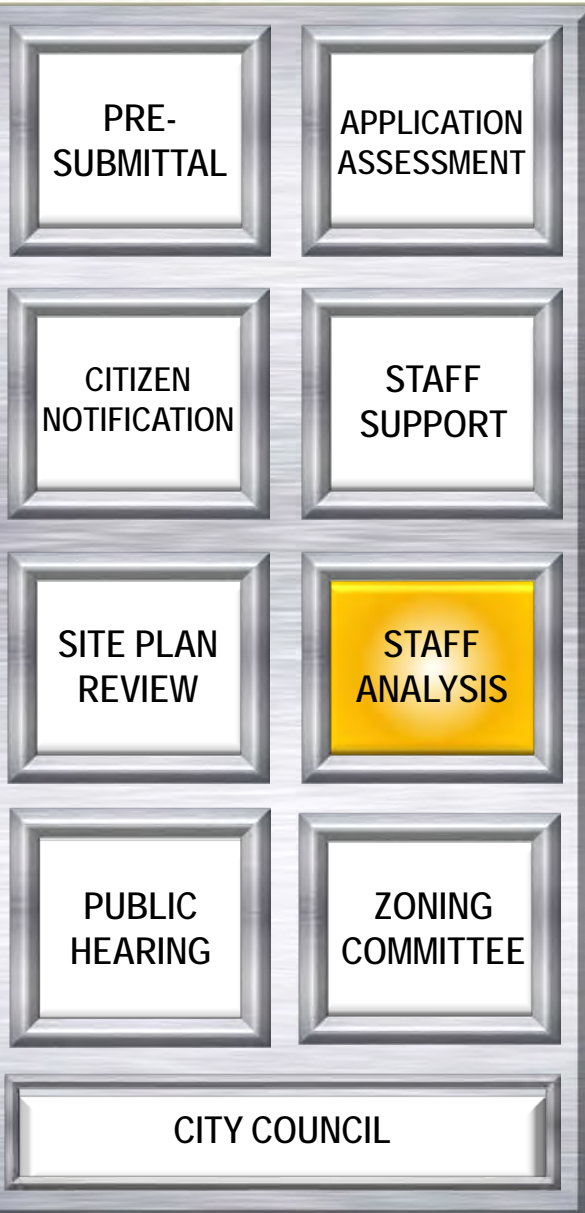 PRE-
SUBMITTAL
APPLICATION
ASSESSMENT
CITIZEN
NOTIFICATION
STAFF
SUPPORT
SITE PLAN
REVIEW
STAFF
ANALYSIS
PUBLIC
HEARING
ZONING
COMMITTEE
CITY COUNCIL